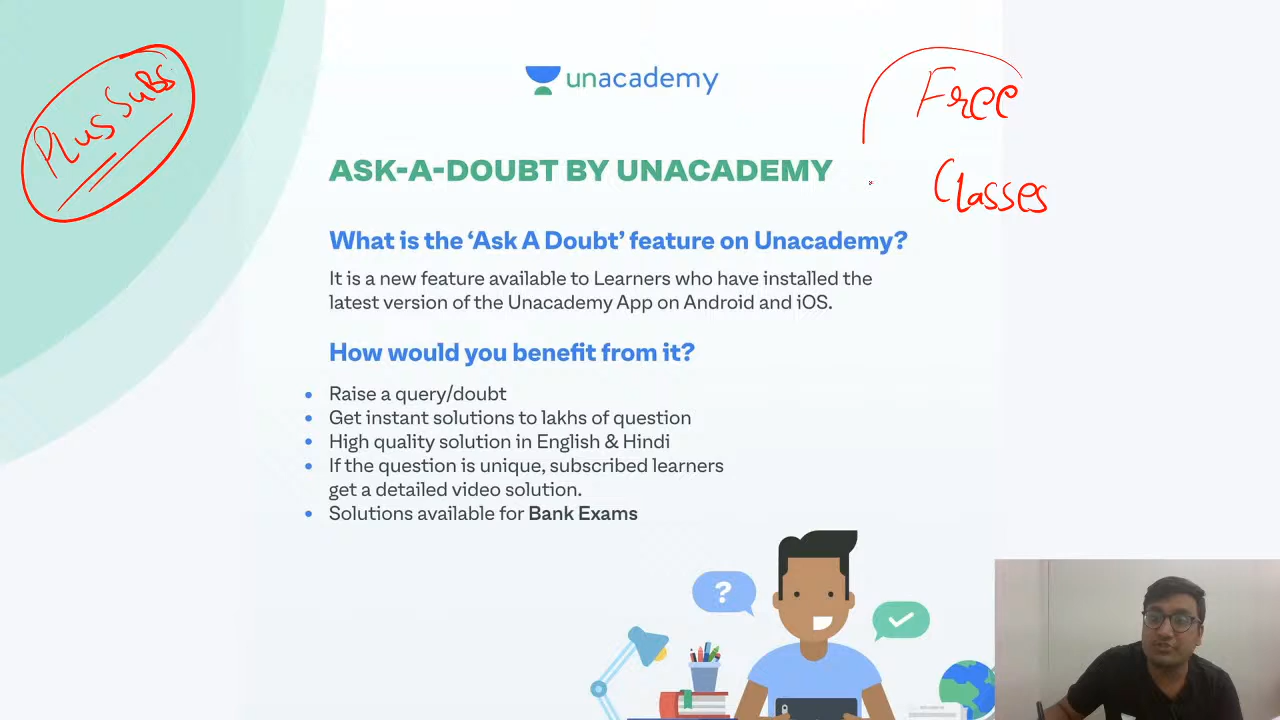 Plus Subs
unacademy
Free
Classes
ASK-A-DOUBT BY UNACADEMY
What is the ‘Ask A Doubt’ feature on Unacademy?
It is a new feature available to Learners who have installed the
latest version of the Unacademy App on Android and iOS.
How would you benefit from it?
• Raise a query/doubt
• Get instant solutions to lakhs of question
• High quality solution in English & Hindi
• If the question is unique, subscribed learners
get a detailed video solution.
• Solutions available for Bank Exams
?